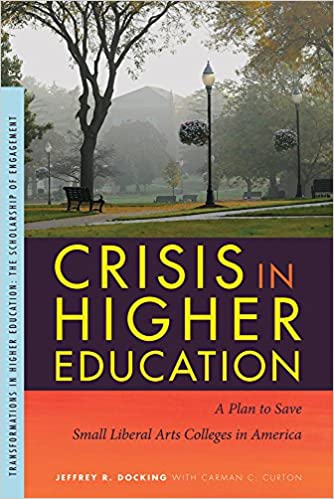 TRANSFORMATIONS IN HIGHER EDUCATION: THE SCHOLARSHIP OF ENGAGEMENT
CRISIS IN
HIGHER
EDUCATION
A Plan to Save
Small Liberal Arts Colleges in America
JEFFREY R. DOCKING WITH CARMAN C. CURTON